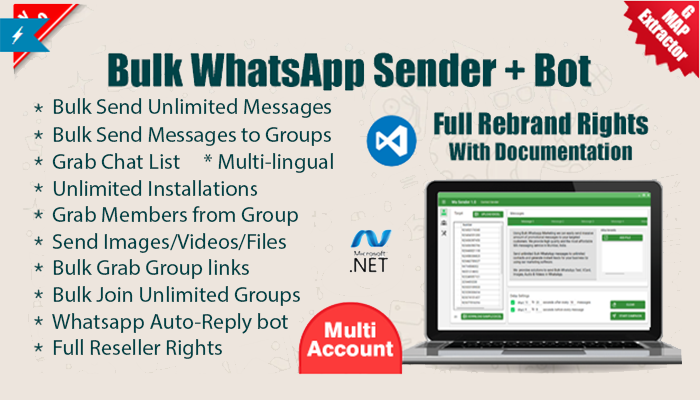 G
MAP
Extractor
Bulk WhatsApp Sender + Bot
* Bulk Send Unlimited Messages
* Bulk Send Messages to Groups
* Grab Chat List * Multi-lingual
* Unlimited Installations
* Grab Members from Group
* Send Images/Videos/Files
* Bulk Grab Group links
* Bulk Join Unlimited Groups
* Whatsapp Auto-Reply bot
* Full Reseller Rights
Full Rebrand Rights
With Documentation
Microsoft
.NET
Multi
Account
Target
Messages